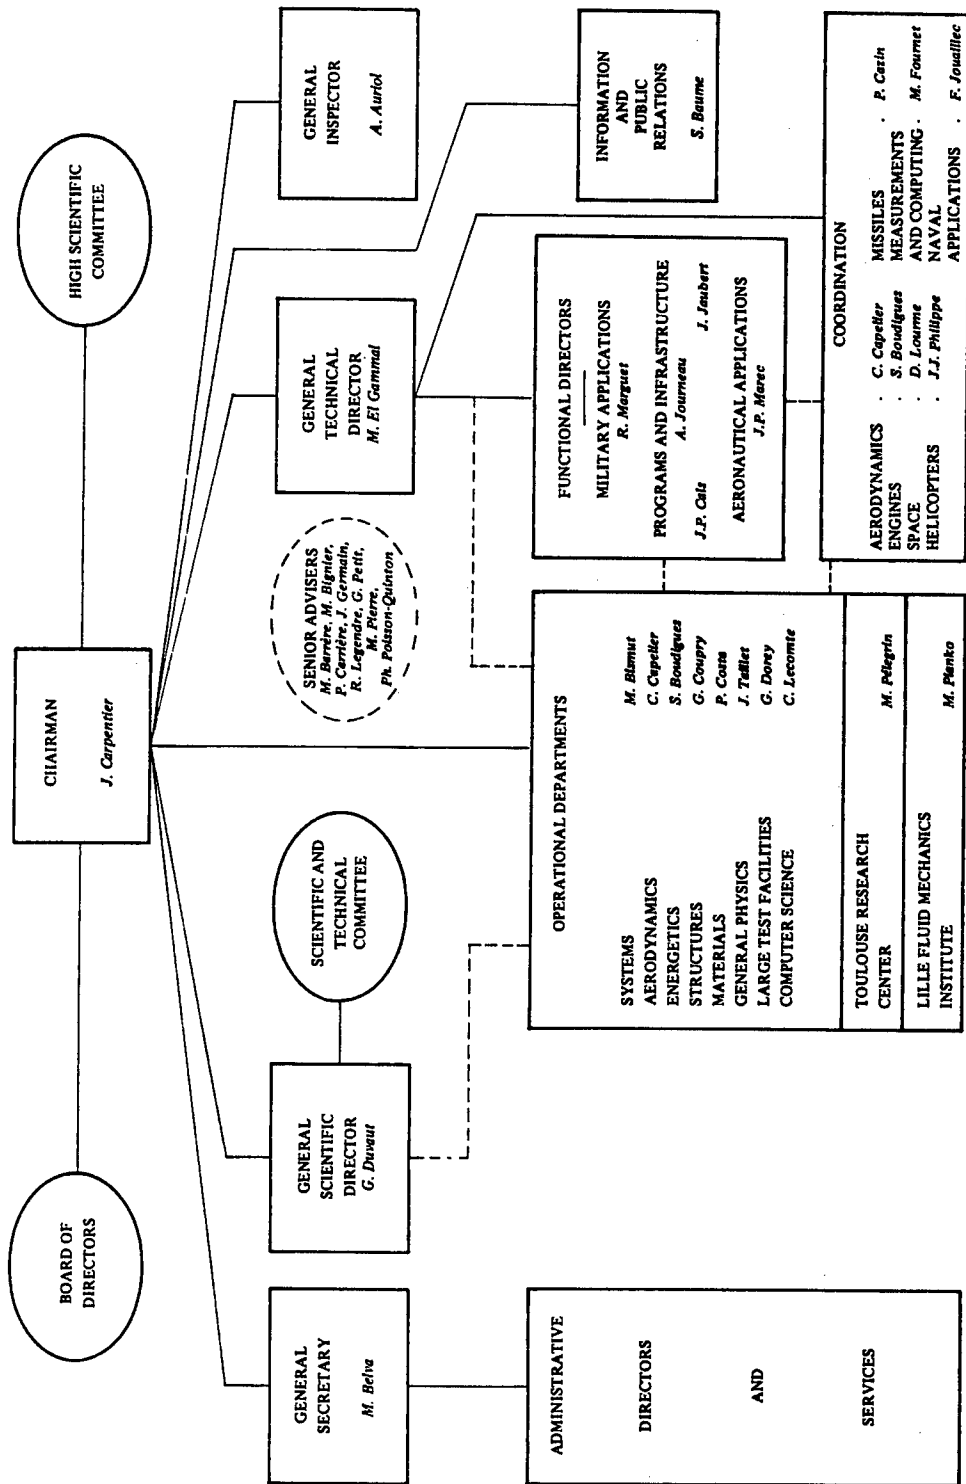 BOARD OF
DIRECTORS
CHAIRMAN
J. Carpentier
HIGH SCIENTIFIC
COMMITTEE
GENERAL
SECRETARY
M. Belva
GENERAL
SCIENTIFIC
DIRECTOR
G. Duvaut
SCIENTIFIC AND
TECHNICAL
COMMITTEE
SENIOR ADVISERS
M. Barrère, M. Bignier,
P. Carrière, J. Germain,
R. Legendre, G. Petit,
M. Pierre,
Ph. Poisson-Quinton
GENERAL
TECHNICAL
DIRECTOR
M. El Gammal
GENERAL
INSPECTOR
A. Auriol
INFORMATION
AND
PUBLIC
RELATIONS
S. Baume
ADMINISTRATIVE
DIRECTORS
AND
SERVICES
OPERATIONAL DEPARTMENTS
SYSTEMS M. Bismut
AERODYNAMICS C. Capelier
ENERGETICS S. Boudigues
STRUCTURES G. Coupry
MATERIALS P. Costa
GENERAL PHYSICS J. Taillet
LARGE TEST FACILITIES G. Dorey
COMPUTER SCIENCE C. Lecomte
TOULOUSE RESEARCH
CENTER M. Pélegrin
LILLE FLUID MECHANICS
INSTITUTE M. Pianko
FUNCTIONAL DIRECTORS
MILITARY APPLICATIONS
R. Marguet
PROGRAMS AND INFRASTRUCTURE
A. Journeau
J.P. Cals J. Jaubert
AERONAUTICAL APPLICATIONS
J.P. Marec
COORDINATION
AERODYNAMICS . C. Capelier MISSILES . P. Cazin
ENGINES . S. Boudigues MEASUREMENTS
SPACE . D. Lourme AND COMPUTING . M. Fournet
HELICOPTERS . J.J. Philippe NAVAL
APPLICATIONS . F. Jouaillec